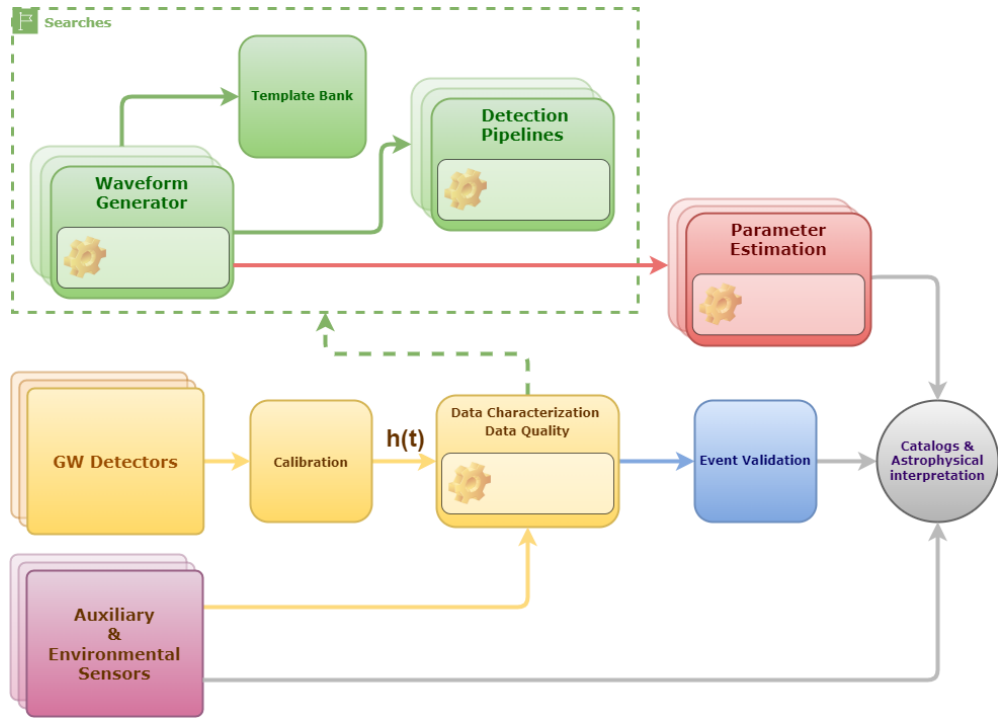 Searches
Template Bank
Detection
Pipelines
Waveform
Generator
Parameter
Estimation
GW Detectors
Calibration
h(t)
Data Characterization
Data Quality
Event Validation
Catalogs &
Astrophysical
interpretation
Auxiliary
&
Environmental
Sensors